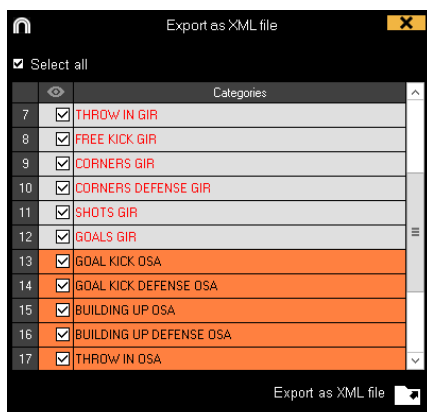 Export as XML file
Select all
Categories
7 THROW IN GIR
8 FREE KICK GIR
9 CORNERS GIR
10 CORNERS DEFENSE GIR
11 SHOTS GIR
12 GOALS GIR
13 GOAL KICK OSA
14 GOAL KICK DEFENSE OSA
15 BUILDING UP OSA
16 BUILDING UP DEFENSE OSA
17 THROW IN OSA
Export as XML file